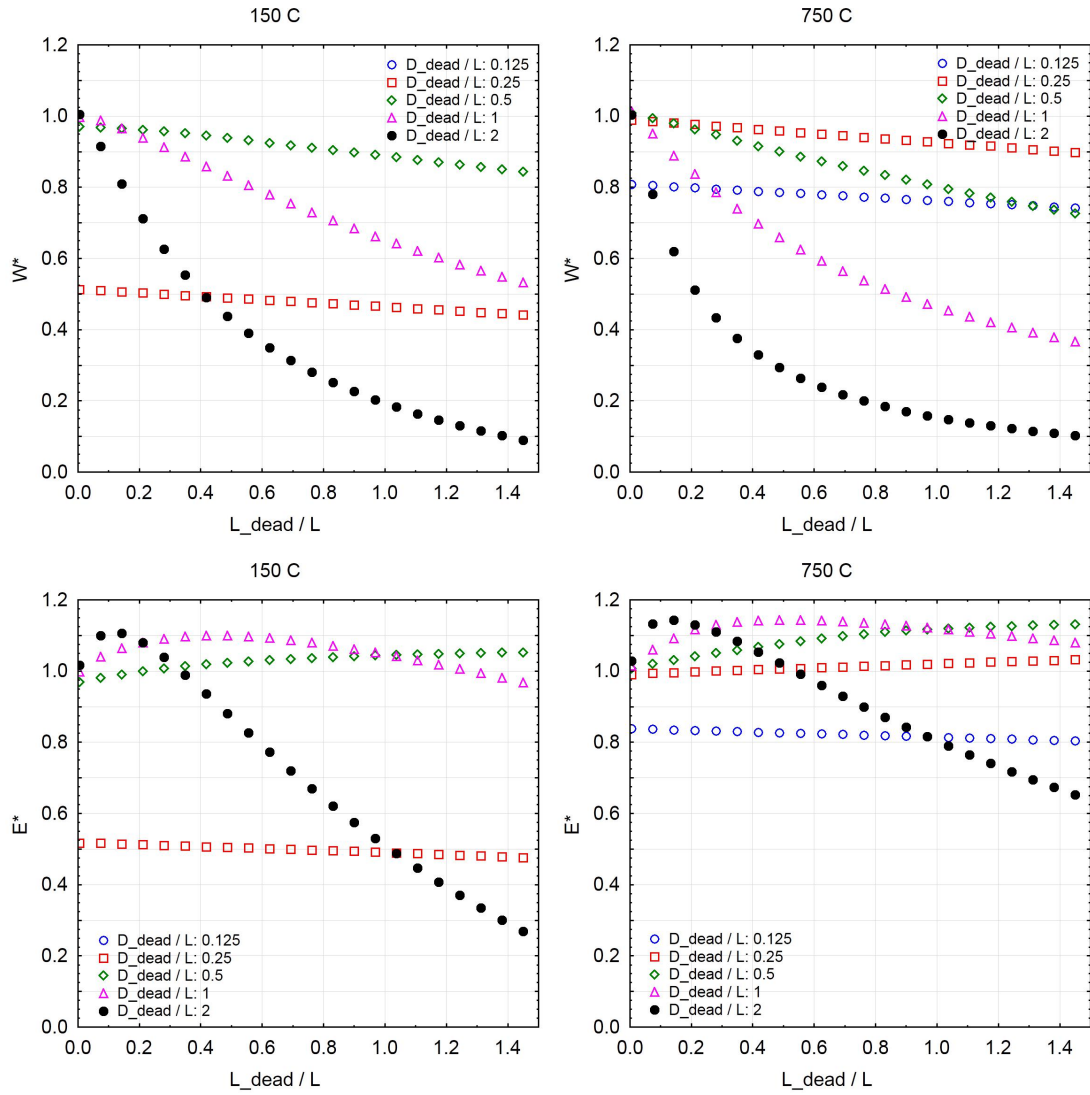 150 C
1.2
1.0
0.8
0.6
0.4
0.2
0.0
W*
D_dead / L: 0.125
D_dead / L: 0.25
D_dead / L: 0.5
D_dead / L: 1
D_dead / L: 2
0.0 0.2 0.4 0.6 0.8 1.0 1.2 1.4
L_dead / L
750 C
1.2
1.0
0.8
0.6
0.4
0.2
0.0
W*
D_dead / L: 0.125
D_dead / L: 0.25
D_dead / L: 0.5
D_dead / L: 1
D_dead / L: 2
0.0 0.2 0.4 0.6 0.8 1.0 1.2 1.4
L_dead / L
150 C
1.2
1.0
0.8
0.6
0.4
0.2
0.0
E*
D_dead / L: 0.125
D_dead / L: 0.25
D_dead / L: 0.5
D_dead / L: 1
D_dead / L: 2
0.0 0.2 0.4 0.6 0.8 1.0 1.2 1.4
L_dead / L
750 C
1.2
1.0
0.8
0.6
0.4
0.2
0.0
E*
D_dead / L: 0.125
D_dead / L: 0.25
D_dead / L: 0.5
D_dead / L: 1
D_dead / L: 2
0.0 0.2 0.4 0.6 0.8 1.0 1.2 1.4
L_dead / L